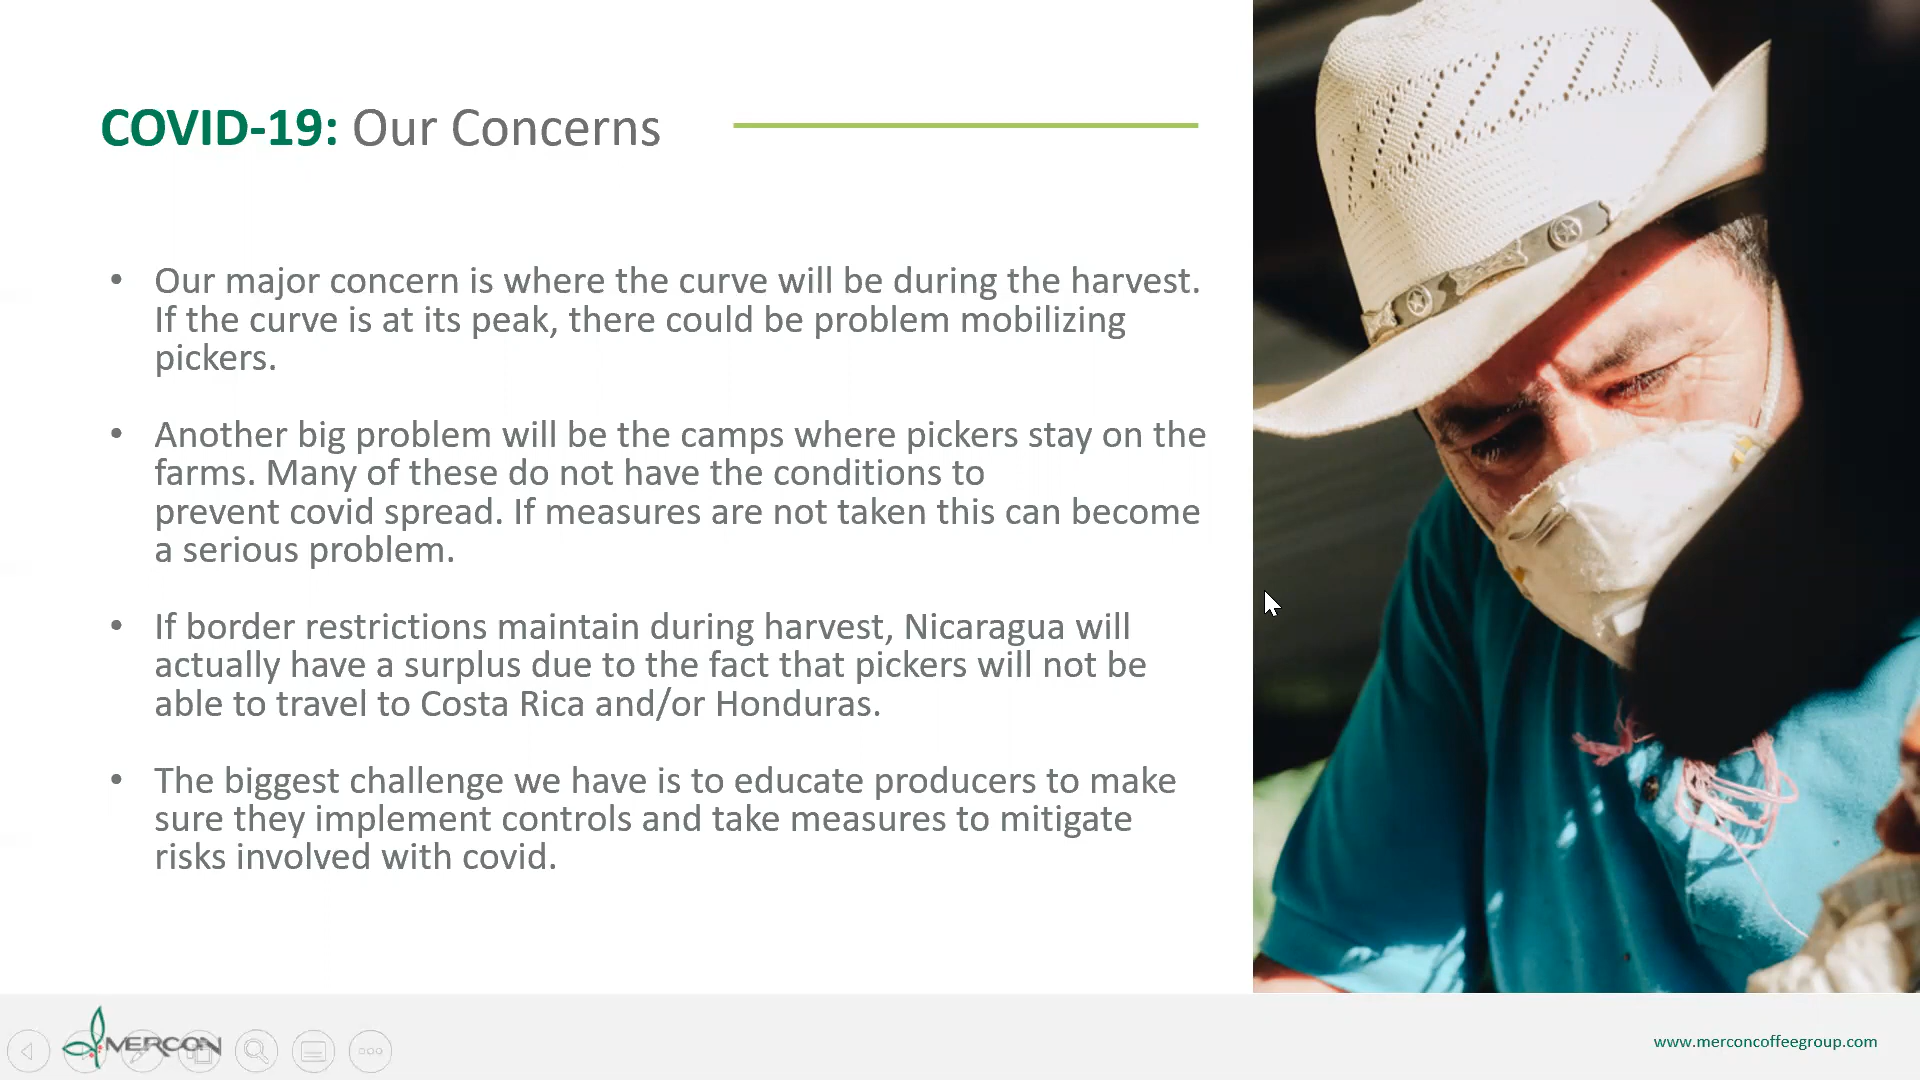 COVID-19: Our Concerns
• Our major concern is where the curve will be during the harvest.
If the curve is at its peak, there could be problem mobilizing
pickers.
• Another big problem will be the camps where pickers stay on the
farms. Many of these do not have the conditions to
prevent covid spread. If measures are not taken this can become
a serious problem.
• If border restrictions maintain during harvest, Nicaragua will
actually have a surplus due to the fact that pickers will not be
able to travel to Costa Rica and/or Honduras.
• The biggest challenge we have is to educate producers to make
sure they implement controls and take measures to mitigate
risks involved with covid.
MERCON
www.merconcoffeegroup.com